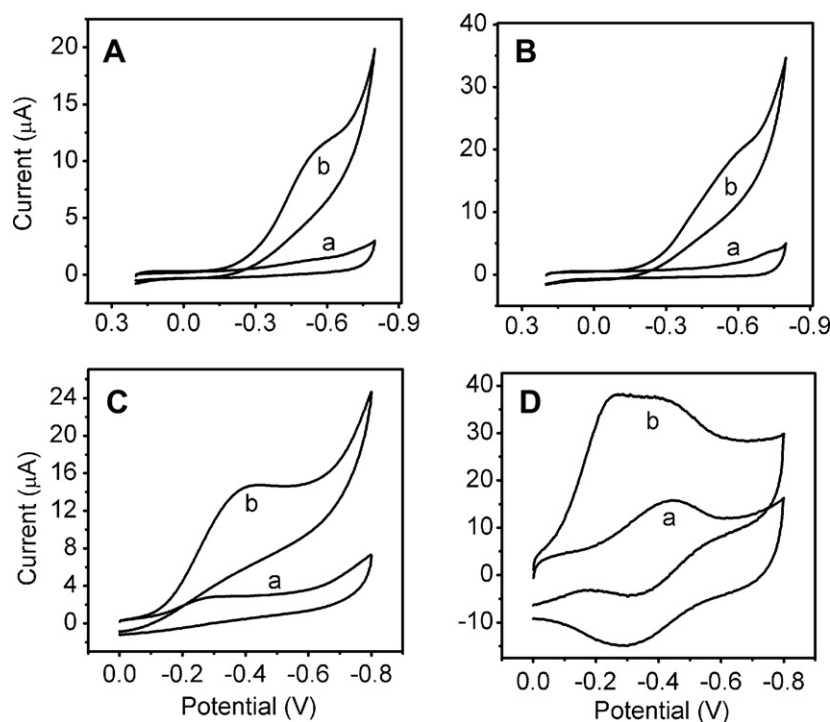 A
B
20
15
10
5
0
b
a
40
30
20
10
0
b
a
Current (μA)
0.3 0.0 -0.3 -0.6 -0.9
0.3 0.0 -0.3 -0.6 -0.9
C
D
24
20
16
12
8
4
0
b
a
40
30
20
10
0
-10
b
a
Current (μA)
0.0 -0.2 -0.4 -0.6 -0.8
0.0 -0.2 -0.4 -0.6 -0.8
Potential (V)
Potential (V)